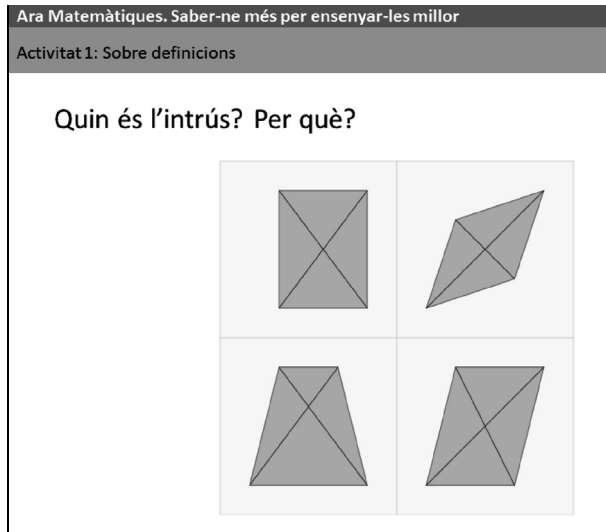 Ara Matemàtiques. Saber-ne més per ensenyar-les millor
Activitat 1: Sobre definicions
Quin és l’intrús? Per què?